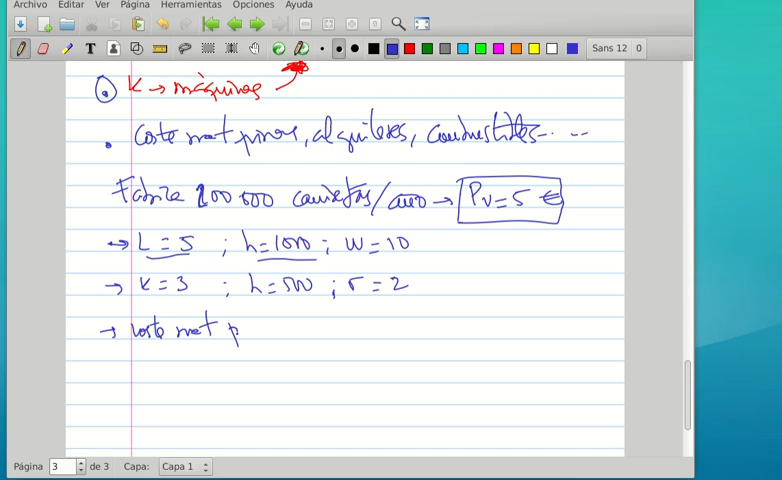 Archivo Editar Ver Página Herramientas Opciones Ayuda
Sans 12 0
K → máquinas
. Coste mat primas, alquileres, combustibles - ...
Fabrica 100 000 camisetas/año → Pv = 5 €
→ L = 5 ; h = 1000 ; w = 10
→ K = 3 ; h = 500 ; r = 2
→ Coste mat p
Página 3 de 3 Capa: Capa 1